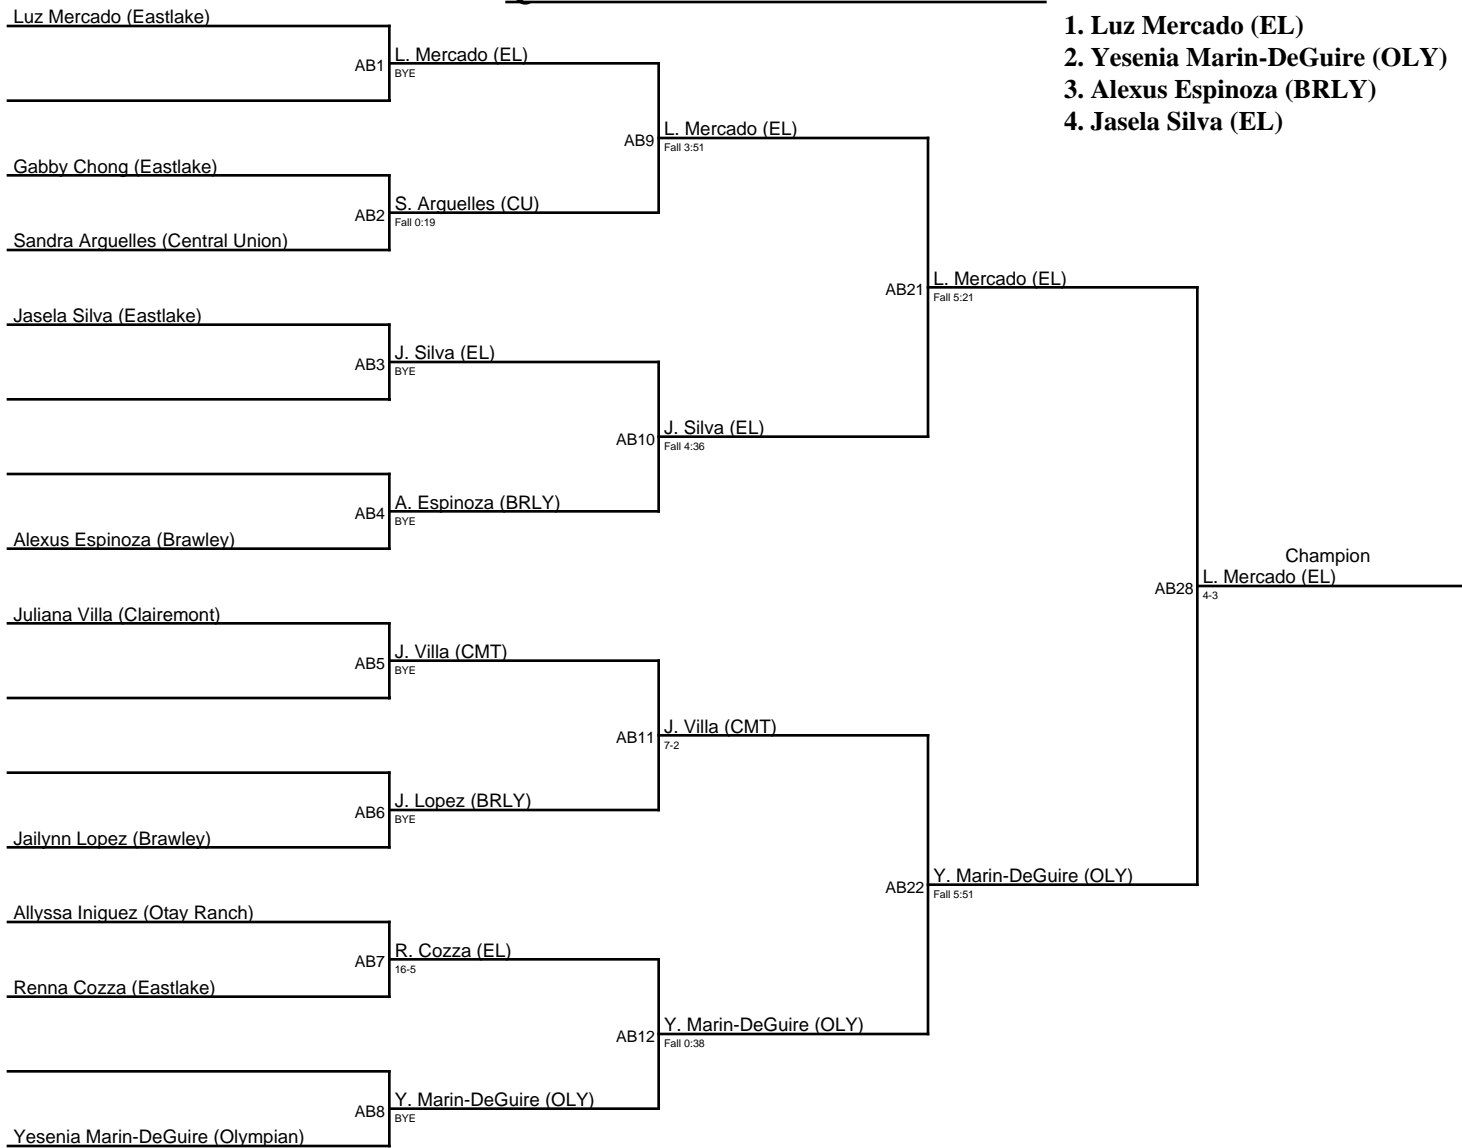 Luz Mercado (Eastlake)
AB1
L. Mercado (EL)
BYE
Gabby Chong (Eastlake)
AB2
S. Arguelles (CU)
Fall 0:19
Sandra Arguelles (Central Union)
AB9
L. Mercado (EL)
Fall 3:51
Jasela Silva (Eastlake)
AB3
J. Silva (EL)
BYE
AB10
J. Silva (EL)
Fall 4:36
AB4
A. Espinoza (BRLY)
BYE
Alexus Espinoza (Brawley)
AB21
L. Mercado (EL)
Fall 5:21
Juliana Villa (Clairemont)
AB5
J. Villa (CMT)
BYE
AB11
J. Villa (CMT)
7-2
AB6
J. Lopez (BRLY)
BYE
Jailynn Lopez (Brawley)
AB22
Y. Marin-DeGuire (OLY)
Fall 5:51
Allyssa Iniguez (Otay Ranch)
AB7
R. Cozza (EL)
16-5
Renna Cozza (Eastlake)
AB12
Y. Marin-DeGuire (OLY)
Fall 0:38
AB8
Y. Marin-DeGuire (OLY)
BYE
Yesenia Marin-DeGuire (Olympian)
Champion
AB28
L. Mercado (EL)
4-3
1. Luz Mercado (EL)
2. Yesenia Marin-DeGuire (OLY)
3. Alexus Espinoza (BRLY)
4. Jasela Silva (EL)